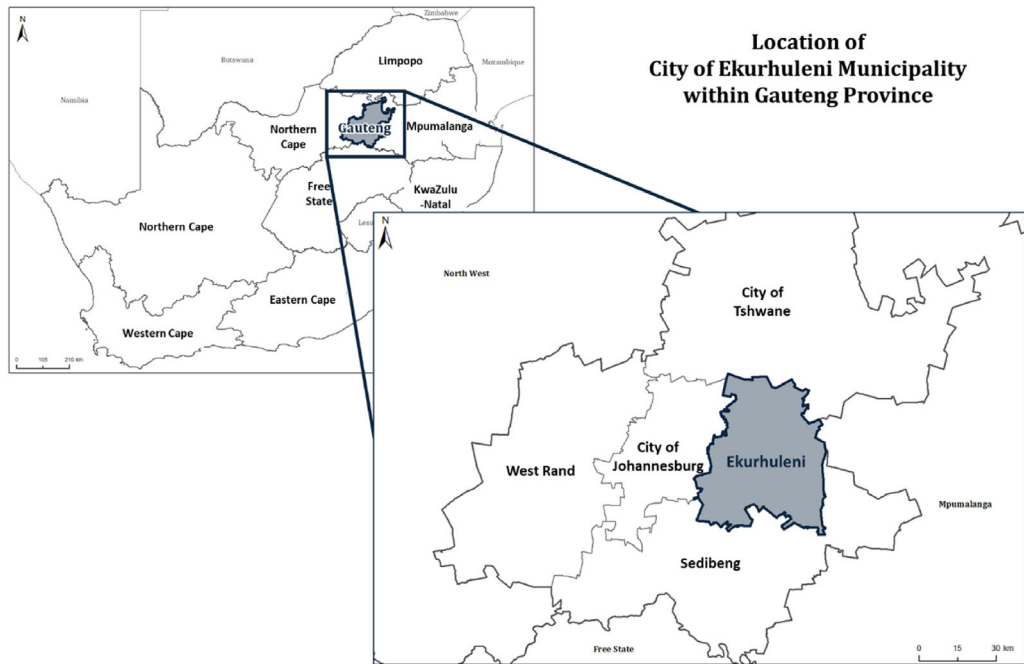 Location of
City of Ekurhuleni Municipality
within Gauteng Province
N
Zimbabwe
Botswana
Limpopo
Mozambique
Namibia
Northern
Cape
Gauteng
Mpumalanga
Free
State
KwaZulu
-Natal
Northern Cape
Eastern Cape
Western Cape
0 105 210 km
N
North West
City of
Tshwane
City of
Johannesburg
Ekurhuleni
West Rand
Mpumalanga
Sedibeng
Free State
0 15 30 km